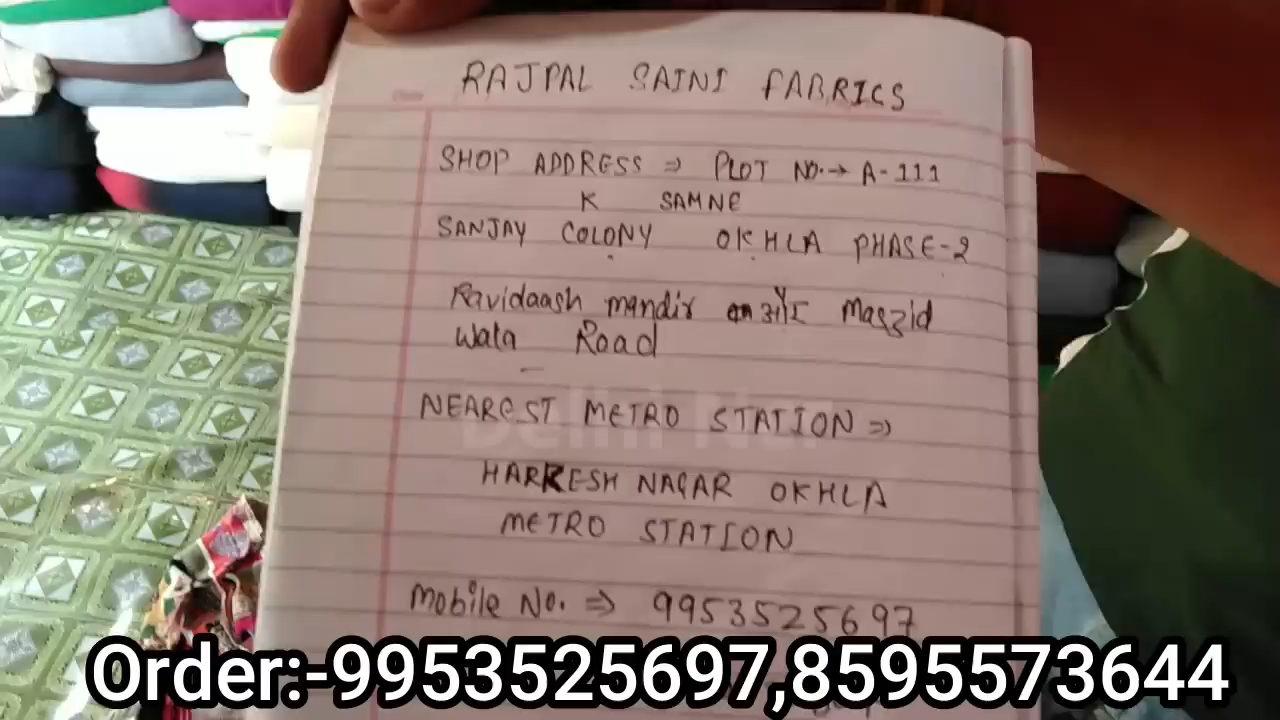 RAJPAL SAINI FABRICS
SHOP ADDRESS ⇒ PLOT NO.→ A-111
K SAMNE
SANJAY COLONY OKHLA PHASE-2
Ravidaash mandir और Maszid
Wala Road
NEAREST METRO STATION ⇒
HARKESH NAGAR OKHLA
METRO STATION
Mobile No. ⇒ 9953525697
Order:-9953525697,8595573644